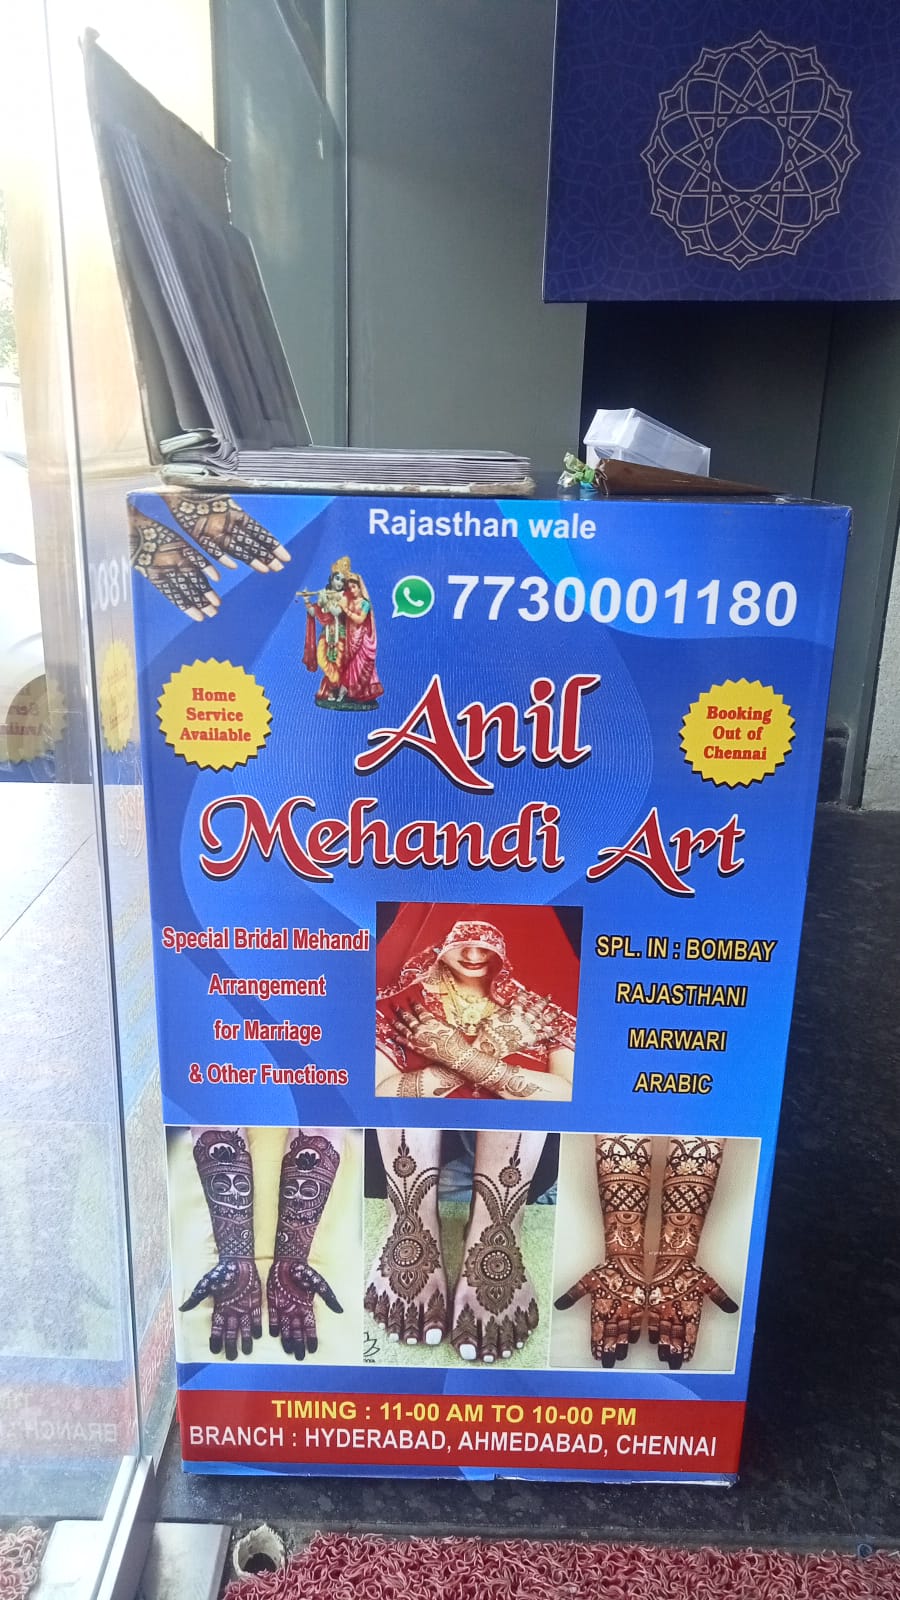 Rajasthan wale
7730001180
Home
Service
Available
Anil
Booking
Out of
Chennai
Mehandi Art
Special Bridal Mehandi
Arrangement
for Marriage
& Other Functions
SPL. IN : BOMBAY
RAJASTHANI
MARWARI
ARABIC
TIMING : 11-00 AM TO 10-00 PM
BRANCH : HYDERABAD, AHMEDABAD, CHENNAI